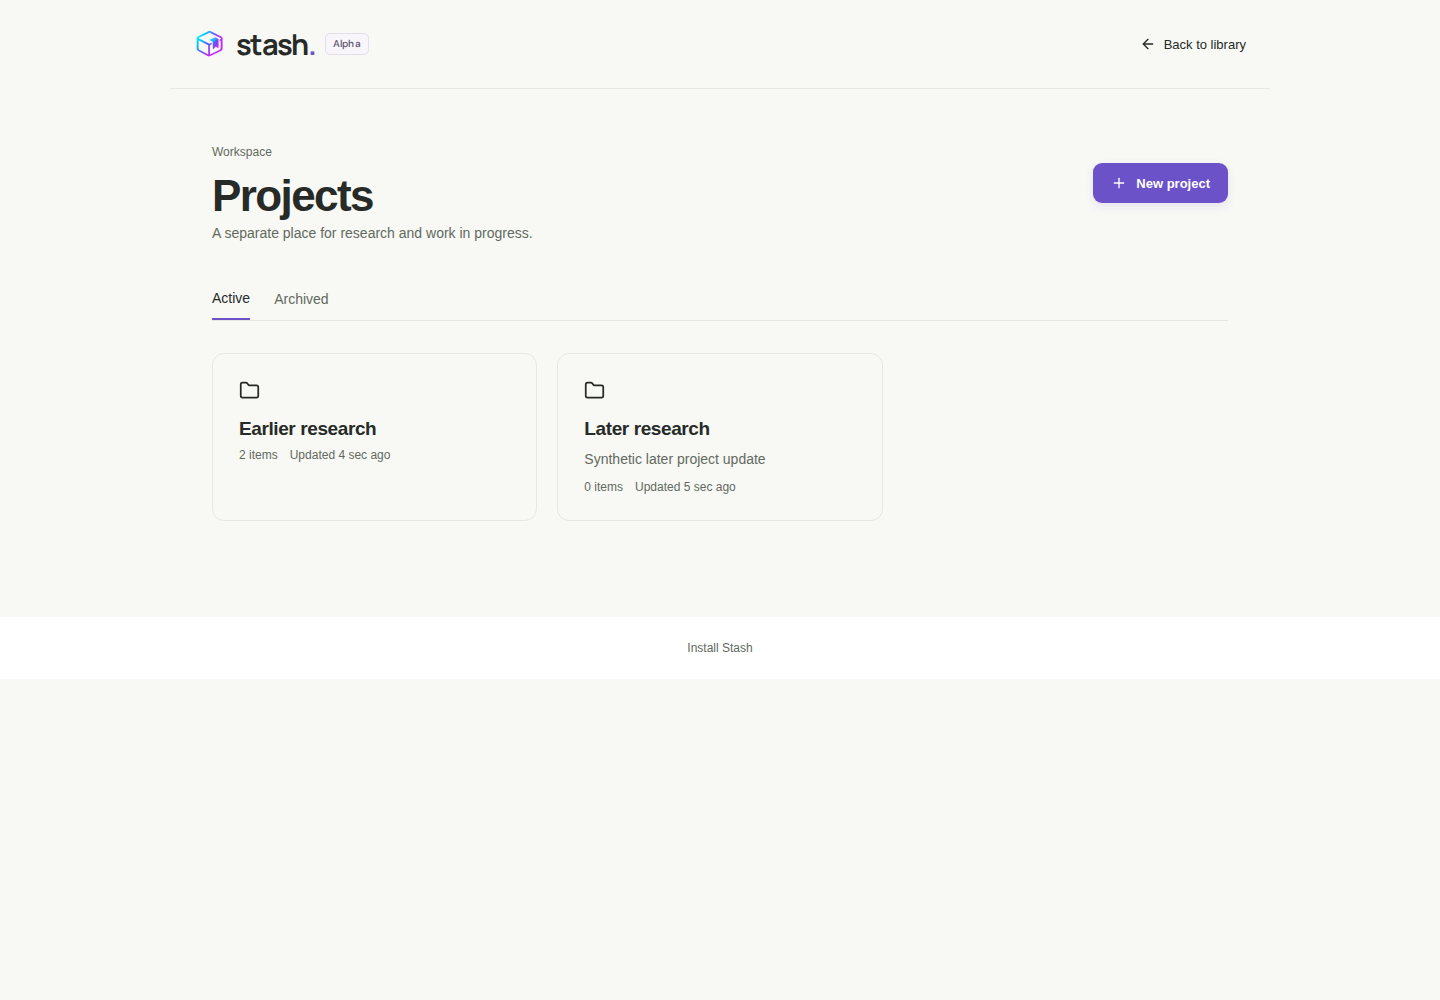 stash. Alpha
Back to library
Workspace
Projects
A separate place for research and work in progress.
New project
Active Archived
Earlier research
2 items Updated 4 sec ago
Later research
Synthetic later project update
0 items Updated 5 sec ago
Install Stash